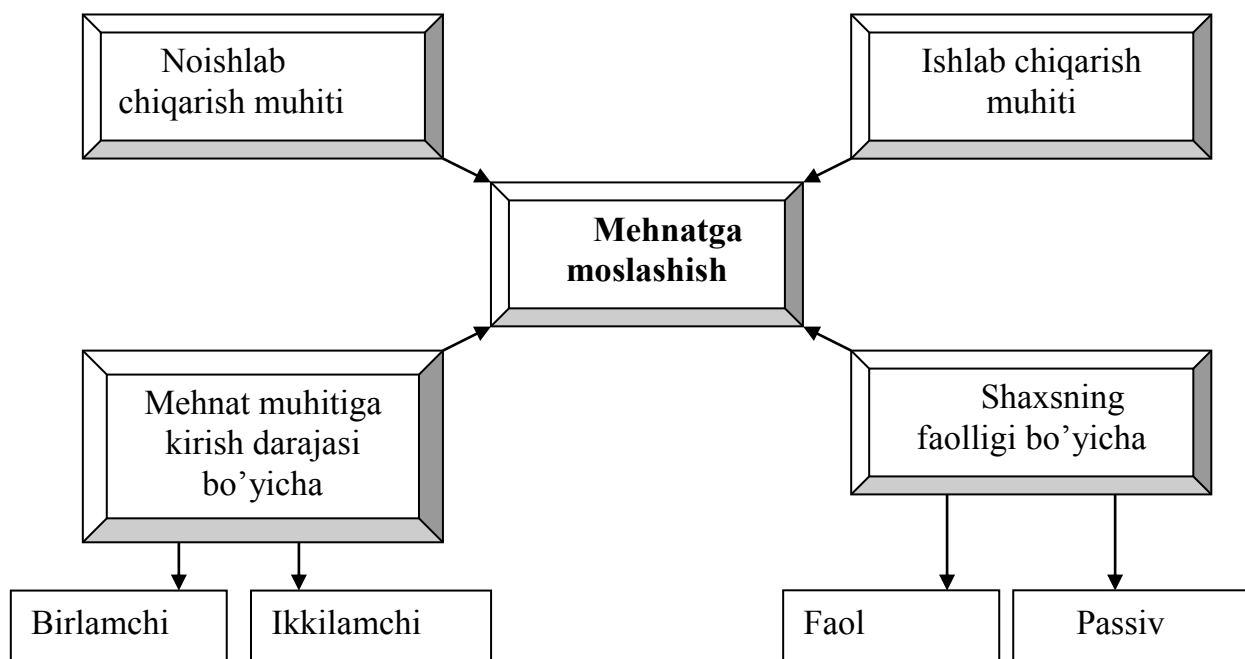 Noishlab
chiqarish muhiti
Ishlab chiqarish
muhiti
Mehnatga
moslashish
Mehnat muhitiga
kirish darajasi
bo’yicha
Shaxsning
faolligi bo’yicha
Birlamchi
Ikkilamchi
Faol
Passiv